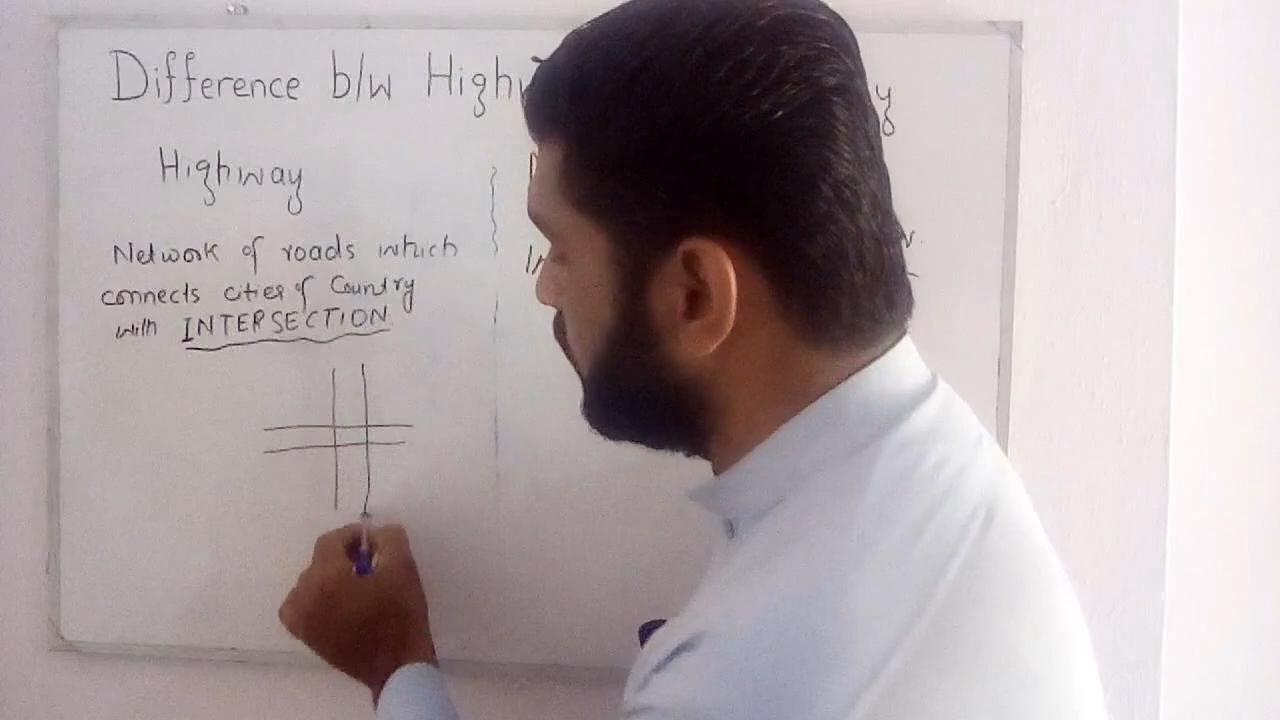 Difference b/w High
Highway
Network of roads which
connects cities of Country
with INTERSECTION